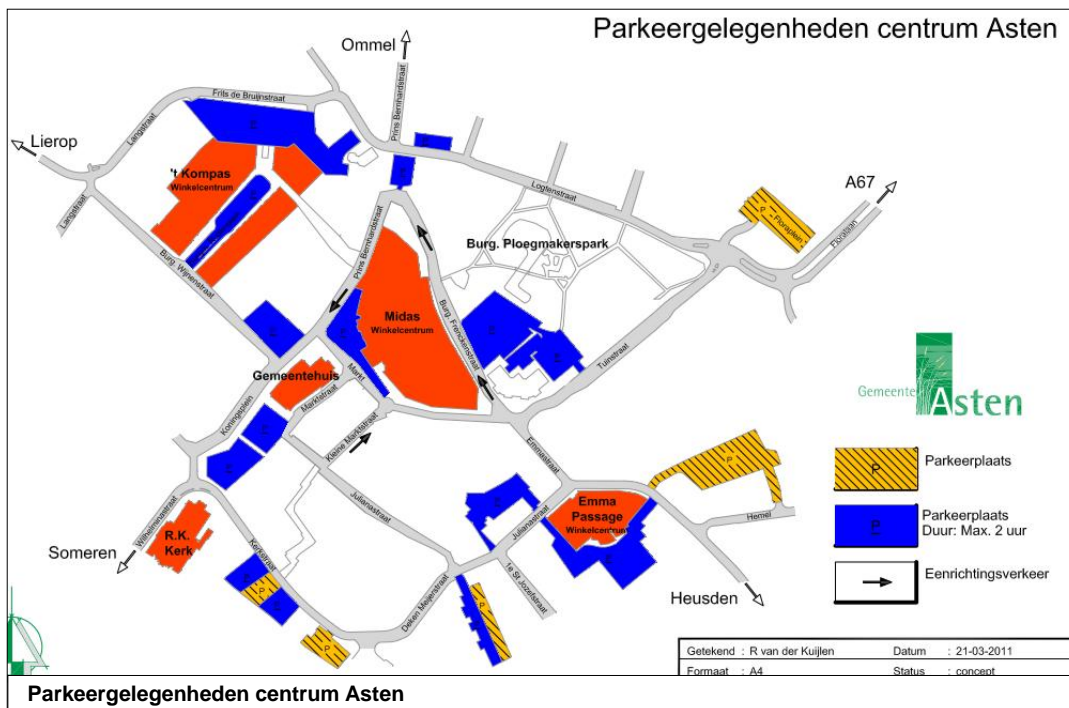 Parkeergelegenheden centrum Asten
Ommel
Prins Bernhardstraat
Frits de Bruijnstraat
Langstraat
P
Lierop
't Kompas
Winkelcentrum
Langstraat
Logtenstraat
A67
P
Floraplein
Floralaan
Burg. Ploegmakerspark
Prins Bernhardstraat
Burg. Wijnenstraat
Midas
Winkelcentrum
Burg. Frenckenstraat
P
P
P
P
Tuinstraat
Gemeentehuis
Markt
Marktstraat
Koningsplein
Kleine Marktstraat
P
P
Emmastraat
Gemeente
Asten
P
Parkeerplaats
P
Parkeerplaats
Duur: Max. 2 uur
Eenrichtingsverkeer
P
Hemel
Julianastraat
P
Julianastraat
Emma
Passage
Winkelcentrum
P
Wilhelminastraat
R.K.
Kerk
Someren
Kerkstraat
P
P
P
P
Deken Meijerstraat
P
P
1e St Jozefstraat
Heusden
Getekend : R van der Kuijlen Datum : 21-03-2011
Formaat : A4 Status : concept
Parkeergelegenheden centrum Asten